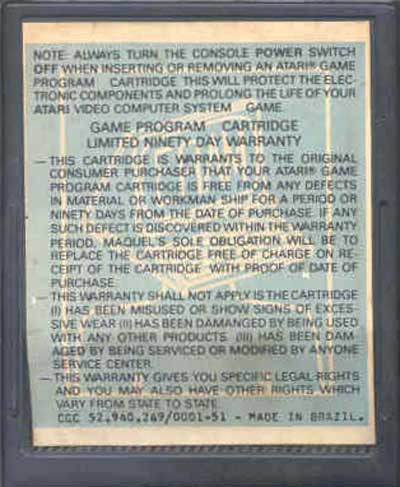 NOTE: ALWAYS TURN THE CONSOLE POWER SWITCH
OFF WHEN INSERTING OR REMOVING AN ATARI® GAME
PROGRAM CARTRIDGE THIS WILL PROTECT THE ELEC-
TRONIC COMPONENTS AND PROLONG THE LIFE OF YOUR
ATARI VIDEO COMPUTER SYSTEM GAME.
GAME PROGRAM CARTRIDGE
LIMITED NINETY DAY WARRANTY
— THIS CARTRIDGE IS WARRANTS TO THE ORIGINAL
CONSUMER PURCHASER THAT YOUR ATARI® GAME
PROGRAM CARTRIDGE IS FREE FROM ANY DEFECTS
IN MATERIAL OR WORKMAN SHIP FOR A PERIOD OR
NINETY DAYS FROM THE DATE OF PURCHASE. IF ANY
SUCH DEFECT IS DISCOVERED WITHIN THE WARRANTY
PERIOD, MAQUEL'S SOLE OBLIGATION WILL BE TO
REPLACE THE CARTRIDGE FREE OF CHARGE ON RE-
CEIPT OF THE CARTRIDGE WITH PROOF OF DATE OF
PURCHASE.
— THIS WARRANTY SHALL NOT APPLY IS THE CARTRIDGE
(I) HAS BEEN MISUSED OR SHOW SIGNS OF EXCES-
SIVE WEAR (II) HAS BEEN DAMANGED BY BEING USED
WITH ANY OTHER PRODUCTS. (III) HAS BEEN DAM-
AGED BY BEING SERVICED OR MODIFIED BY ANYONE
SERVICE CENTER.
— THIS WARRANTY GIVES YOU SPECIFIC LEGAL RIGHTS
AND YOU MAY ALSO HAVE OTHER RIGHTS WHICH
VARY FROM STATE TO STATE
CGC 52.940.249/0001-51 - MADE IN BRAZIL.